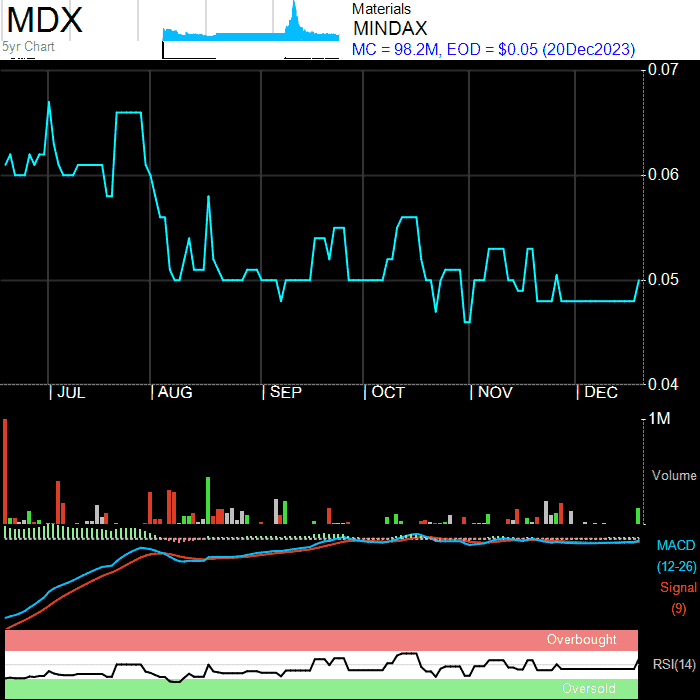 MDX
5yr Chart
Materials
MINDAX
MC = 98.2M, EOD = $0.05 (20Dec2023)
0.07
0.06
0.05
0.04
JUL
AUG
SEP
OCT
NOV
DEC
1M
Volume
MACD
(12-26)
Signal
(9)
Overbought
RSI(14)
Oversold